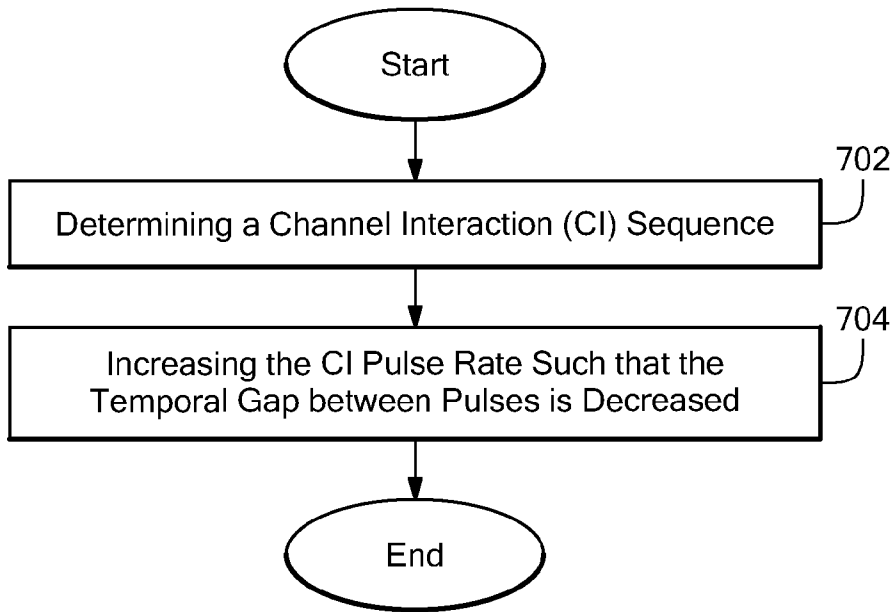 Start
702
Determining a Channel Interaction (CI) Sequence
704
Increasing the CI Pulse Rate Such that the
Temporal Gap between Pulses is Decreased
End